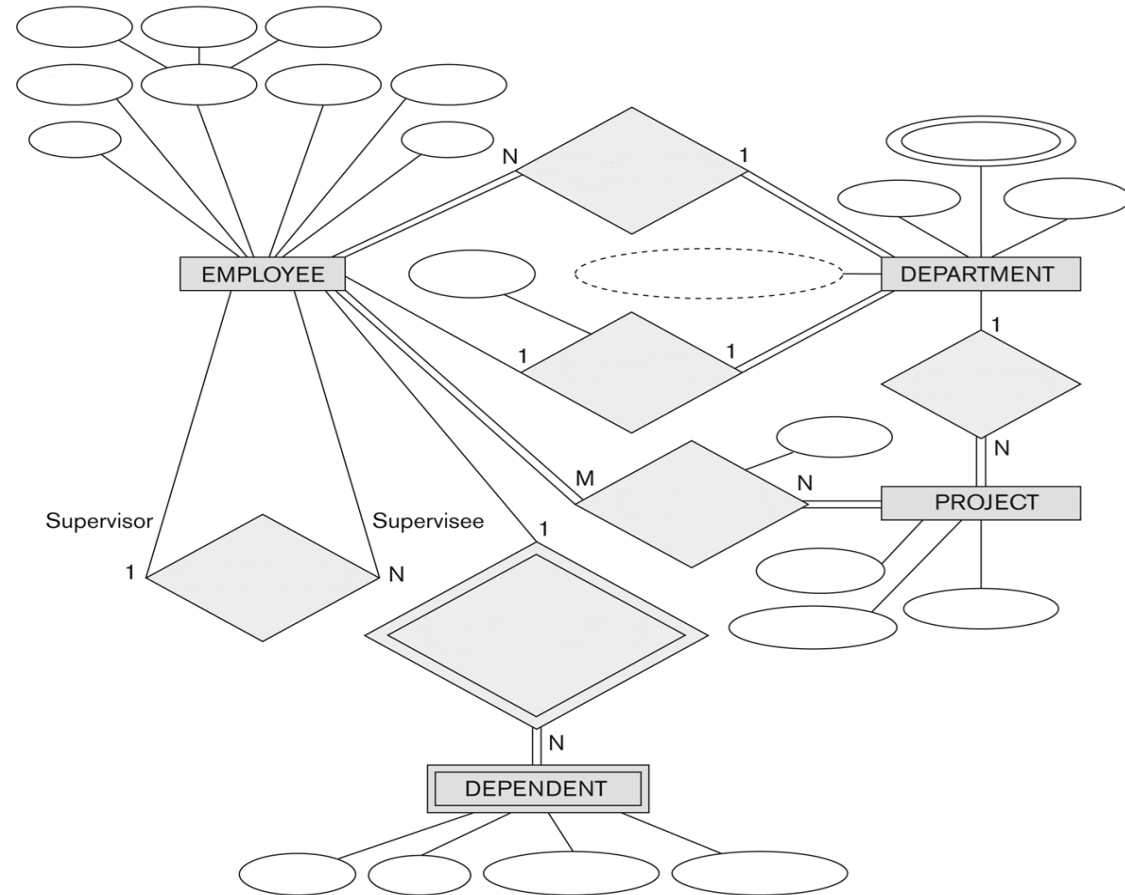 N
1
EMPLOYEE
DEPARTMENT
1
1
1
N
M
N
PROJECT
Supervisor
Supervisee
1
1
N
N
DEPENDENT